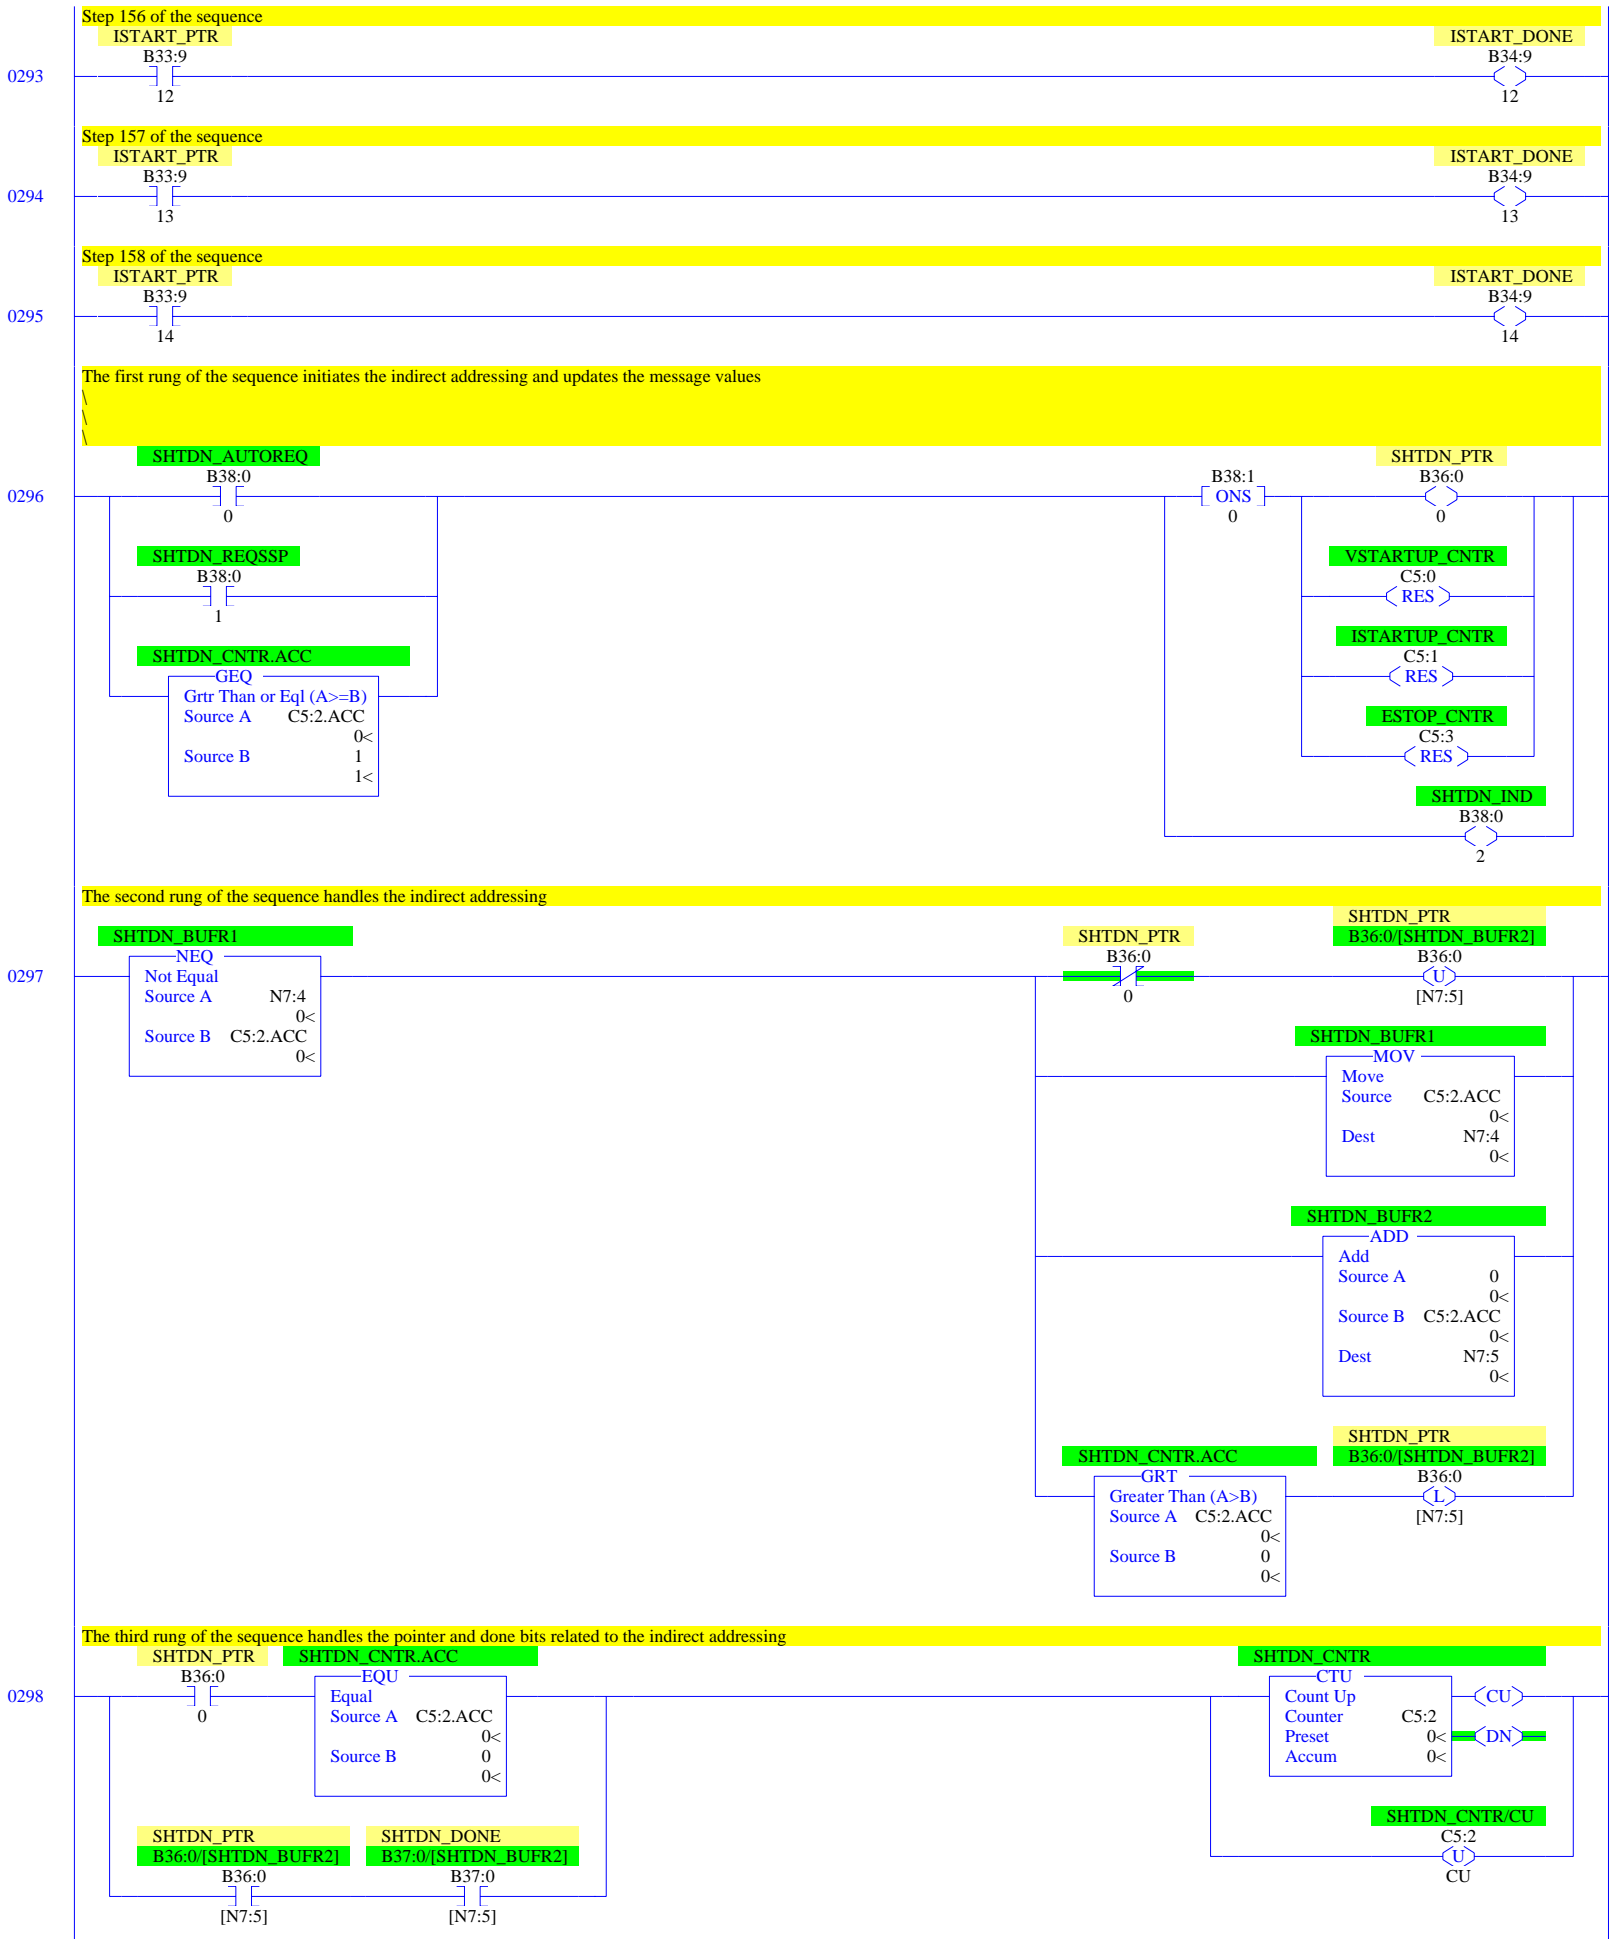 Step 156 of the sequence
ISTART_PTR ISTART_DONE
B33:9 B34:9
0293
12 12
Step 157 of the sequence
ISTART_PTR ISTART_DONE
B33:9 B34:9
0294
13 13
Step 158 of the sequence
ISTART_PTR ISTART_DONE
B33:9 B34:9
0295
14 14
The first rung of the sequence initiates the indirect addressing and updates the message values
\
\
\
SHTDN_AUTOREQ SHTDN_PTR
B38:0 B38:1 B36:0
0296 ONS
0 0 0
SHTDN_REQSSP VSTARTUP_CNTR
B38:0 C5:0
RES
1
SHTDN_CNTR.ACC ISTARTUP_CNTR
GEQ C5:1
Grtr Than or Eql (A>=B) RES
Source A C5:2.ACC ESTOP_CNTR
0< C5:3
Source B 1 RES
1<
SHTDN_IND
B38:0
2
The second rung of the sequence handles the indirect addressing
SHTDN_PTR
SHTDN_BUFR1 SHTDN_PTR B36:0/[SHTDN_BUFR2]
NEQ B36:0 B36:0
0297 Not Equal U
Source A N7:4 0 [N7:5]
0<
Source B C5:2.ACC SHTDN_BUFR1
0< MOV
Move
Source C5:2.ACC
0<
Dest N7:4
0<
SHTDN_BUFR2
ADD
Add
Source A 0
0<
Source B C5:2.ACC
0<
Dest N7:5
0<
SHTDN_PTR
SHTDN_CNTR.ACC B36:0/[SHTDN_BUFR2]
GRT B36:0
Greater Than (A>B) L
Source A C5:2.ACC [N7:5]
0<
Source B 0
0<
The third rung of the sequence handles the pointer and done bits related to the indirect addressing
SHTDN_PTR SHTDN_CNTR.ACC SHTDN_CNTR
B36:0 EQU CTU
0298 Equal Count Up CU
0 Source A C5:2.ACC Counter C5:2
0< Preset 0< DN
Source B 0 Accum 0<
0<
SHTDN_CNTR/CU
SHTDN_PTR SHTDN_DONE C5:2
B36:0/[SHTDN_BUFR2] B37:0/[SHTDN_BUFR2] U
B36:0 B37:0 CU
[N7:5] [N7:5]